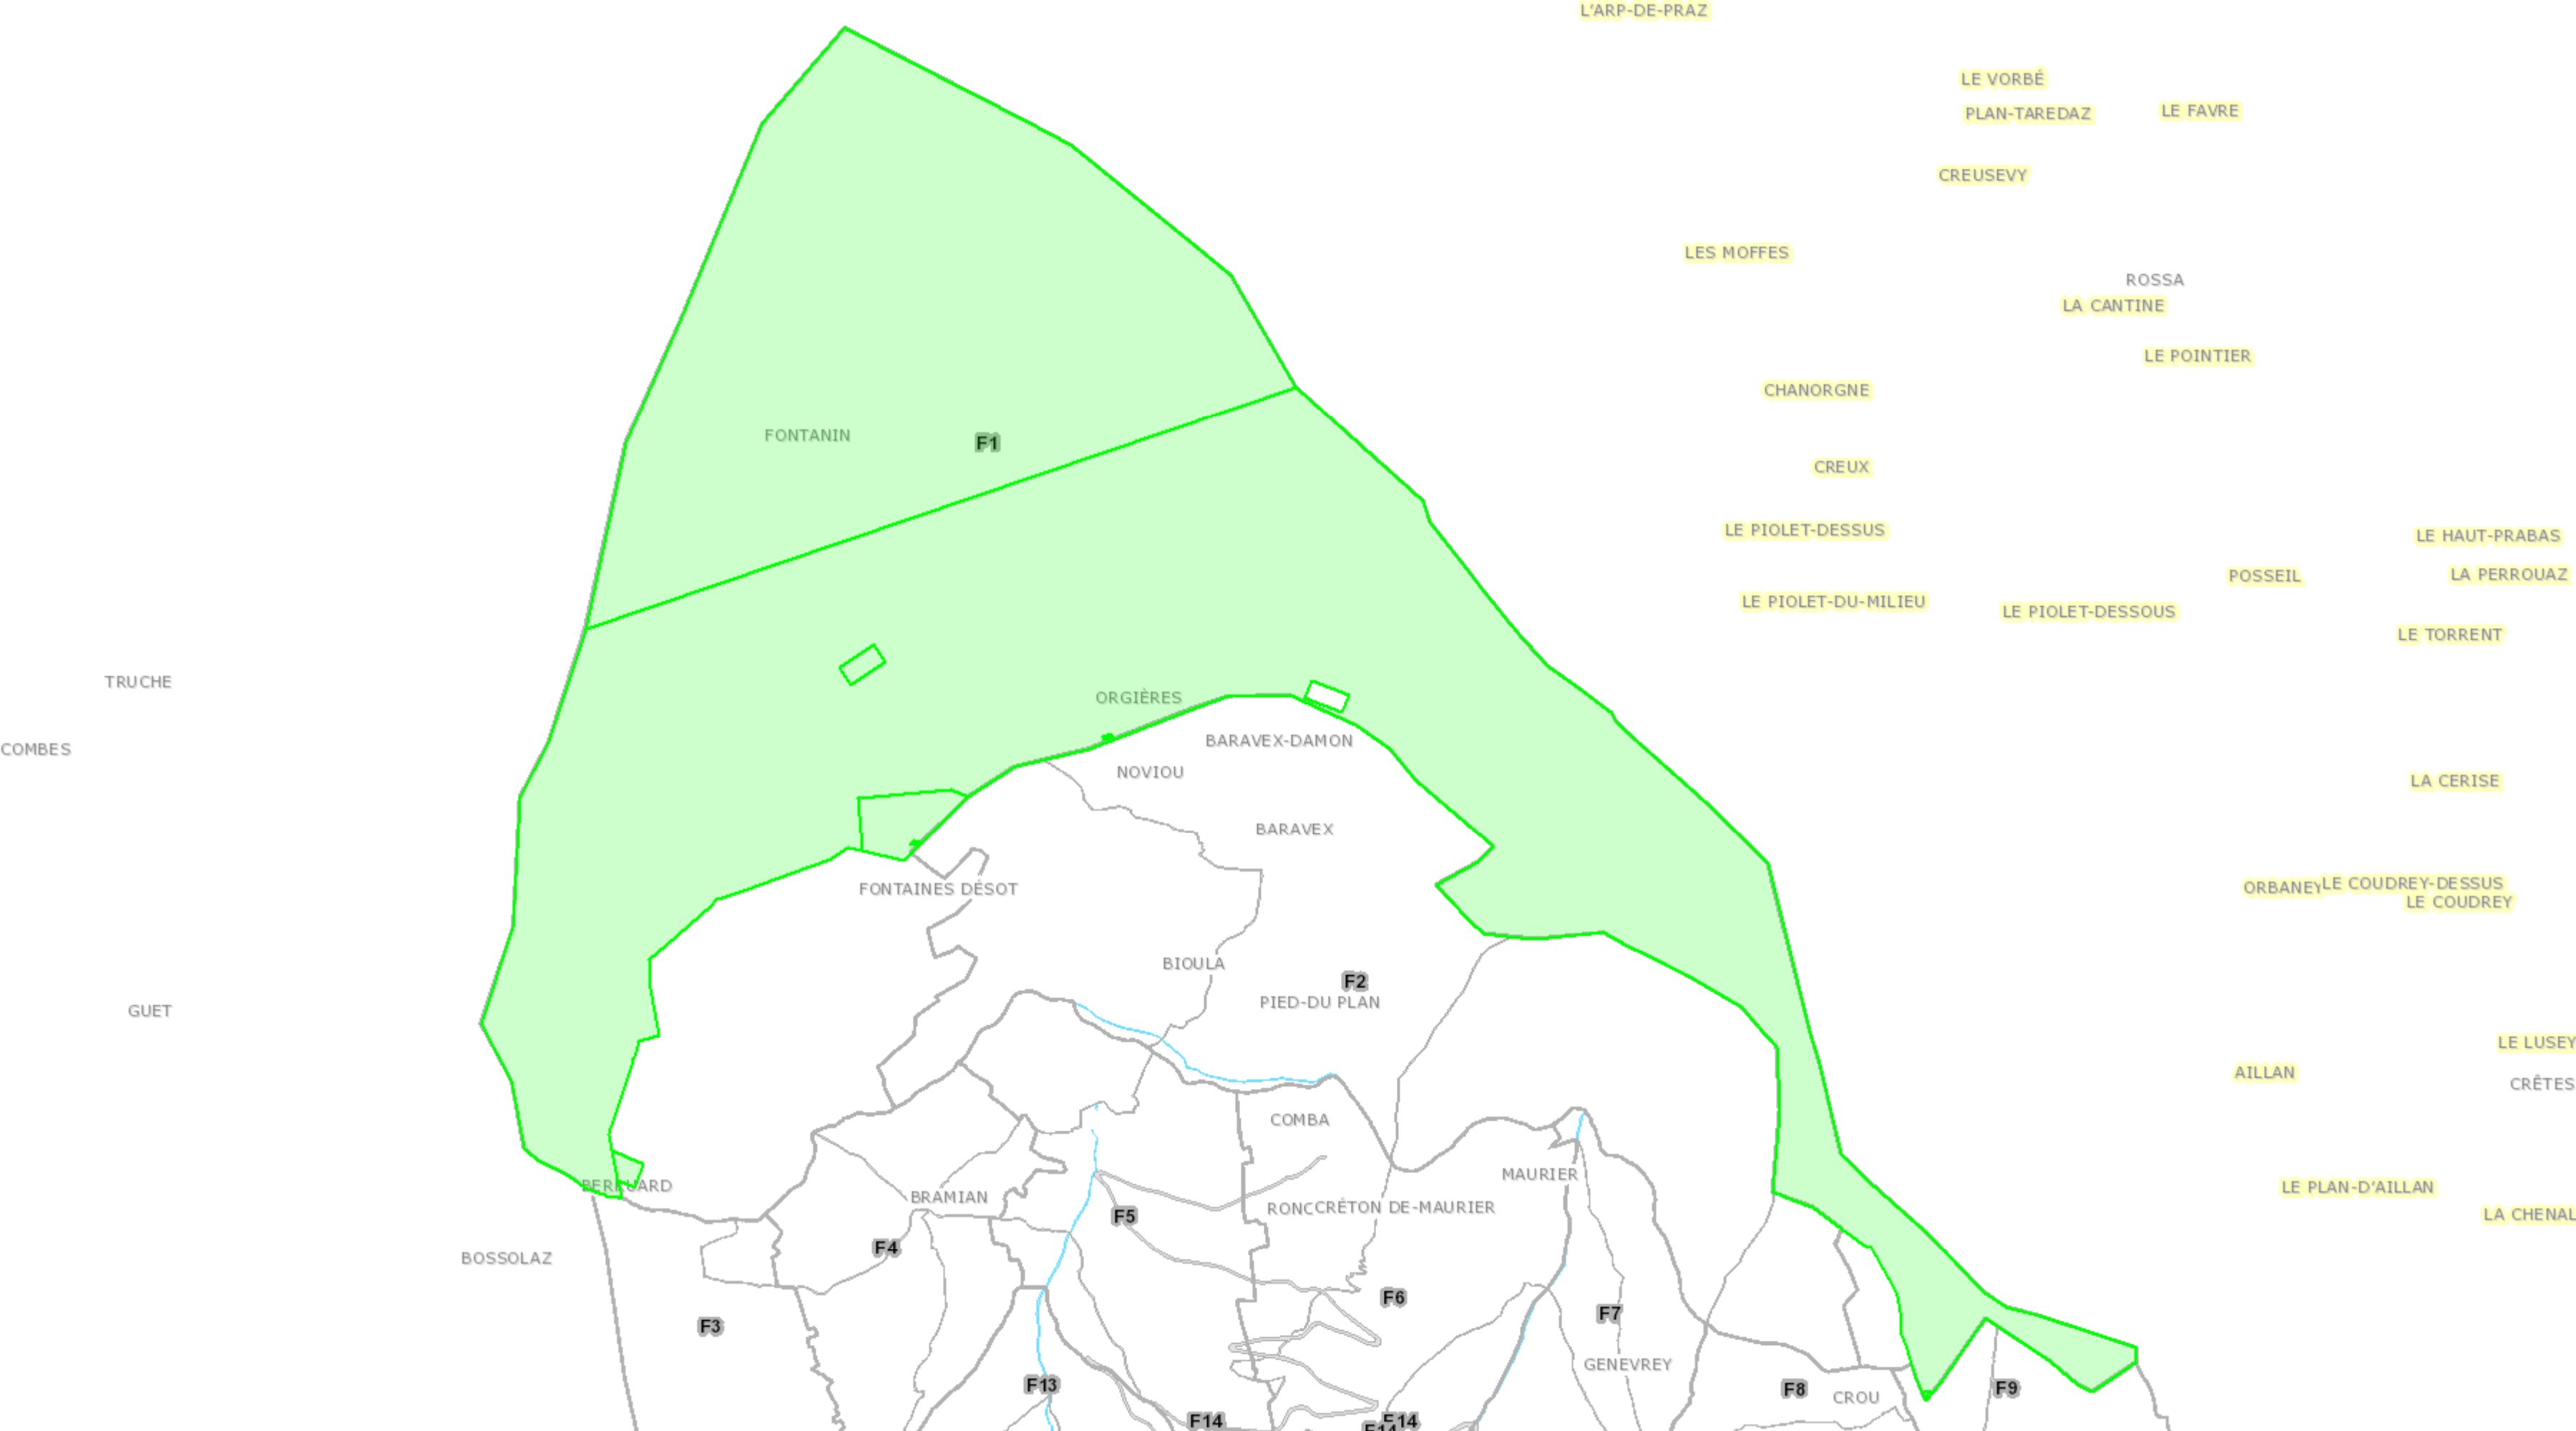 L'ARP-DE-PRAZ
LE VORBÉ
PLAN-TAREDAZ
LE FAVRE
CREUSEVY
LES MOFFES
ROSSA
LA CANTINE
LE POINTIER
CHANORGNE
FONTANIN
F1
CREUX
LE PIOLET-DESSUS
LE HAUT-PRABAS
POSSEIL
LA PERROUAZ
LE PIOLET-DU-MILIEU
LE PIOLET-DESSOUS
LE TORRENT
TRUCHE
ORGIÈRES
BARAVEX-DAMON
COMBES
NOVIOU
LA CERISE
BARAVEX
FONTAINES DÉSOT
ORBANEY
LE COUDREY-DESSUS
LE COUDREY
BIOULA
F2
PIED-DU PLAN
GUET
LE LUSEY
AILLAN
CRÊTES
COMBA
MAURIER
LE PLAN-D'AILLAN
BRAMIAN
CRÉTON DE-MAURIER
LA CHENAL
F5
F4
BOSSOLAZ
F6
F7
F3
GENEVREY
F13
F8
CROU
F9
F14
F14
F14